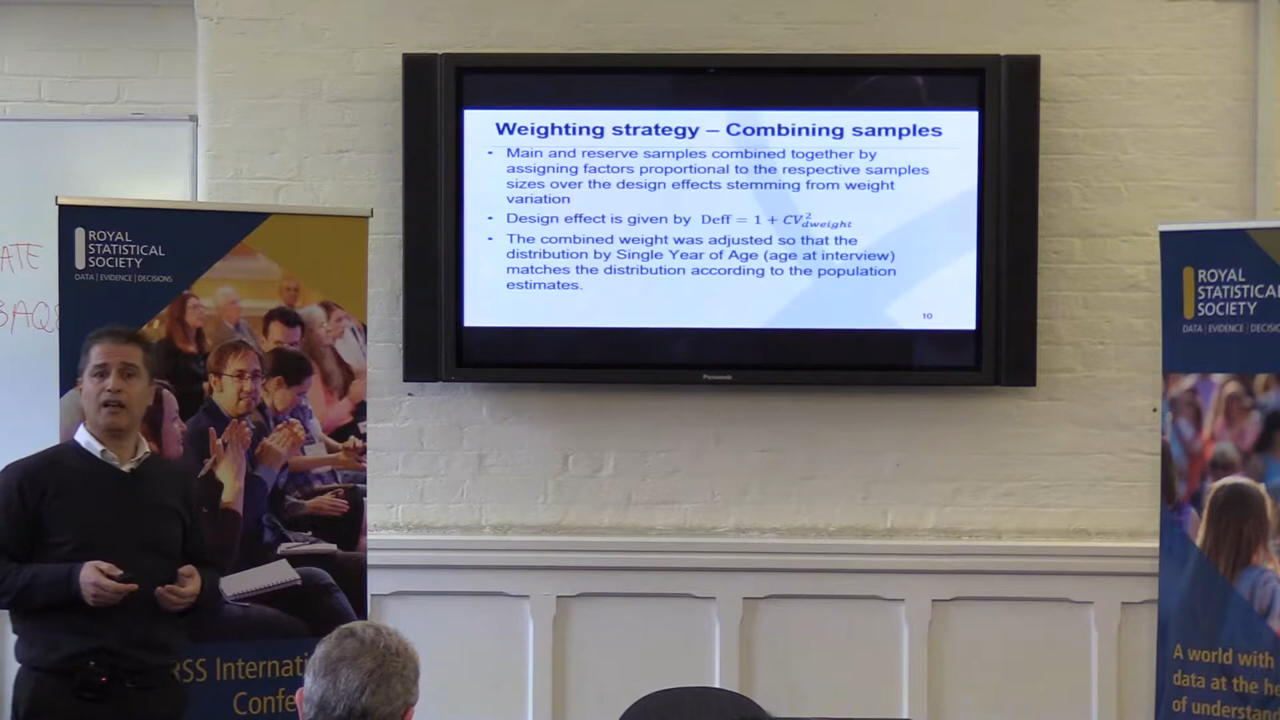 Weighting strategy – Combining samples
• Main and reserve samples combined together by
assigning factors proportional to the respective samples
sizes over the design effects stemming from weight
variation
• Design effect is given by Deff = 1 + CV²dweight
• The combined weight was adjusted so that the
distribution by Single Year of Age (age at interview)
matches the distribution according to the population
estimates.
10
Panasonic
ATE
BAQ
ROYAL
STATISTICAL
SOCIETY
DATA | EVIDENCE | DECISIONS
RSS Internati
Confe
ROYAL
STATISTICAL
SOCIETY
DATA | EVIDENCE | DECISI
A world with
data at the he
of understan